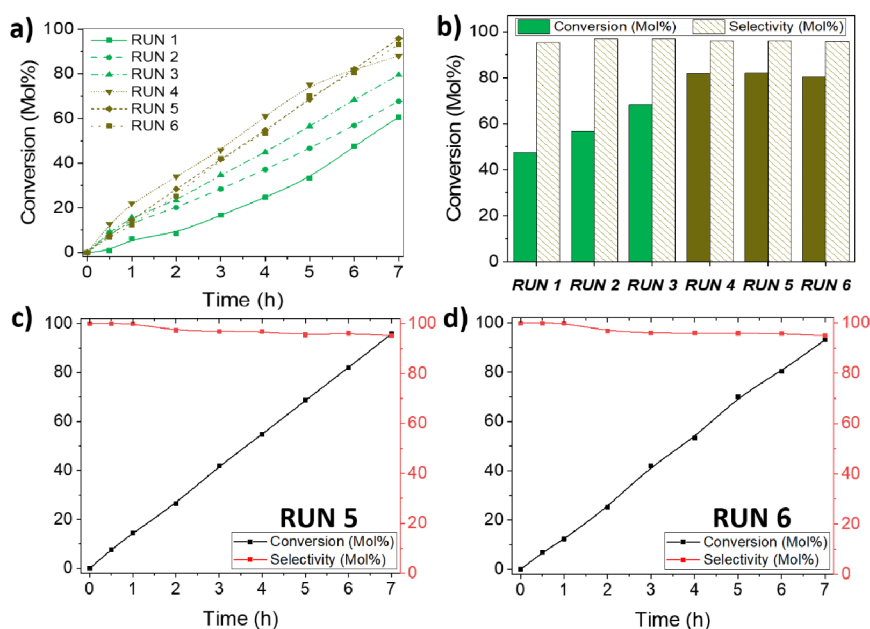 a)
RUN 1
RUN 2
RUN 3
RUN 4
RUN 5
RUN 6
Conversion (Mol%)
100
80
60
40
20
0
0 1 2 3 4 5 6 7
Time (h)
b)
Conversion(Mol%) Selectivity(Mol%)
Conversion (Mol%)
100
80
60
40
20
0
RUN 1 RUN 2 RUN 3 RUN 4 RUN 5 RUN 6
c)
100
80
60
40
20
0
100
80
60
40
20
0
RUN 5
Conversion (Mol%)
Selectivity (Mol%)
0 1 2 3 4 5 6 7
Time (h)
d)
100
80
60
40
20
0
100
80
60
40
20
0
RUN 6
Conversion (Mol%)
Selectivity (Mol%)
0 1 2 3 4 5 6 7
Time (h)